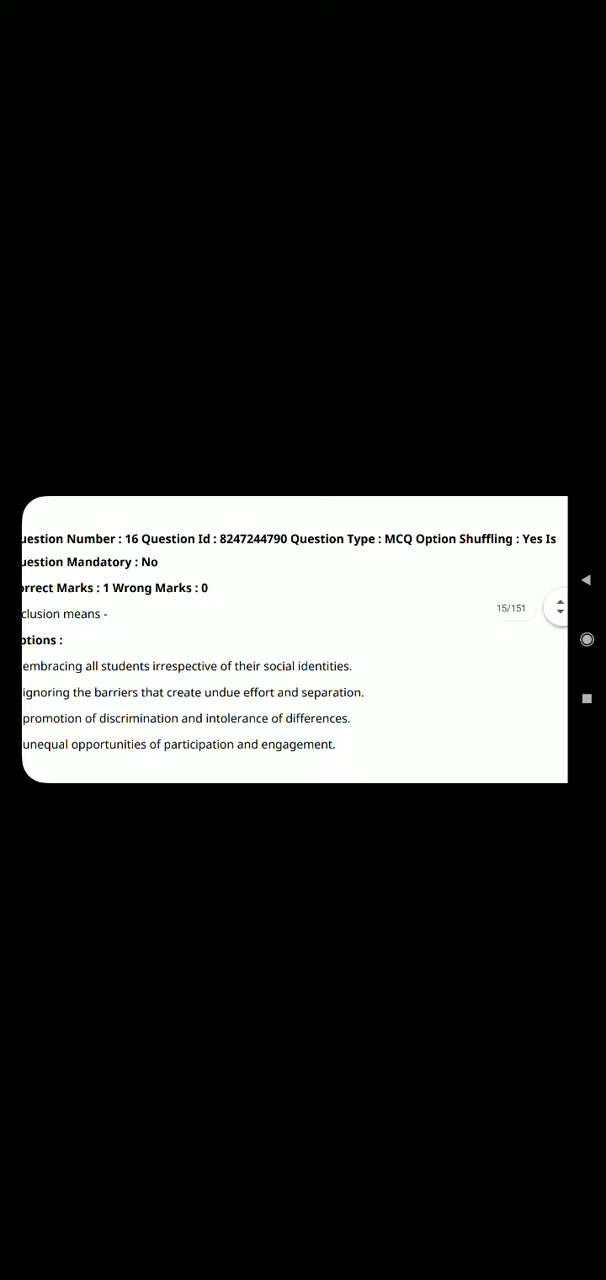 uestion Number : 16 Question Id : 8247244790 Question Type : MCQ Option Shuffling : Yes Is
uestion Mandatory : No
orrect Marks : 1 Wrong Marks : 0
clusion means -
15/151
ptions :
embracing all students irrespective of their social identities.
ignoring the barriers that create undue effort and separation.
promotion of discrimination and intolerance of differences.
unequal opportunities of participation and engagement.